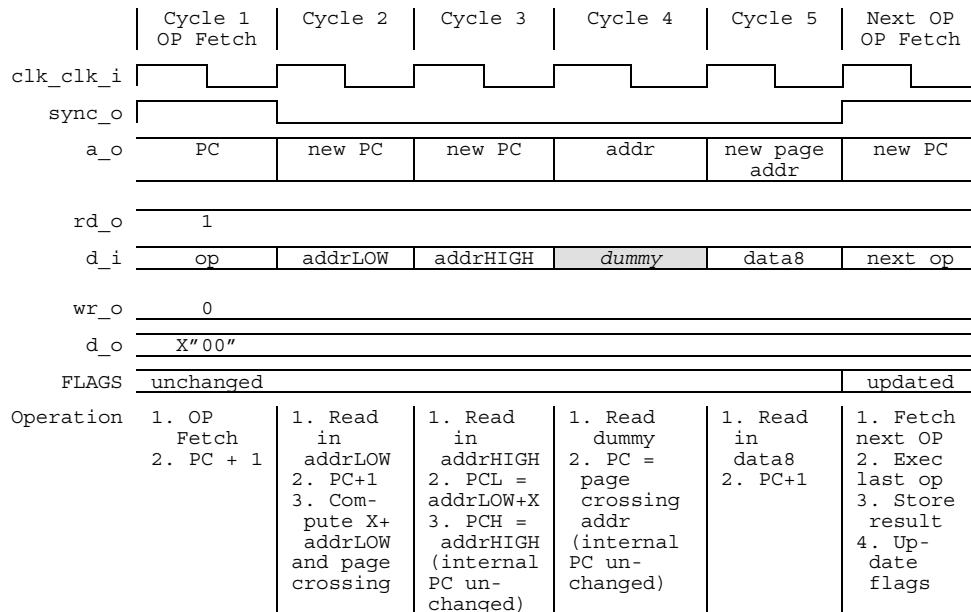 Cycle 1 Cycle 2 Cycle 3 Cycle 4 Cycle 5 Next OP
OP Fetch OP Fetch
clk_clk_i
sync_o
a_o PC new PC new PC addr new page new PC
addr
rd_o 1
d_i op addrLOW addrHIGH dummy data8 next op
wr_o 0
d_o X"00"
FLAGS unchanged updated
Operation 1. OP 1. Read 1. Read 1. Read 1. Read 1. Fetch
Fetch in in dummy in next OP
2. PC + 1 addrLOW addrHIGH 2. PC = data8 2. Exec
2. PC+1 2. PCL = page 2. PC+1 last op
3. Com- addrLOW+X crossing 3. Store
pute X+ 3. PCH = addr result
addrLOW addrHIGH (internal 4. Up-
and page (internal PC un- date
crossing PC un- changed) flags
changed)